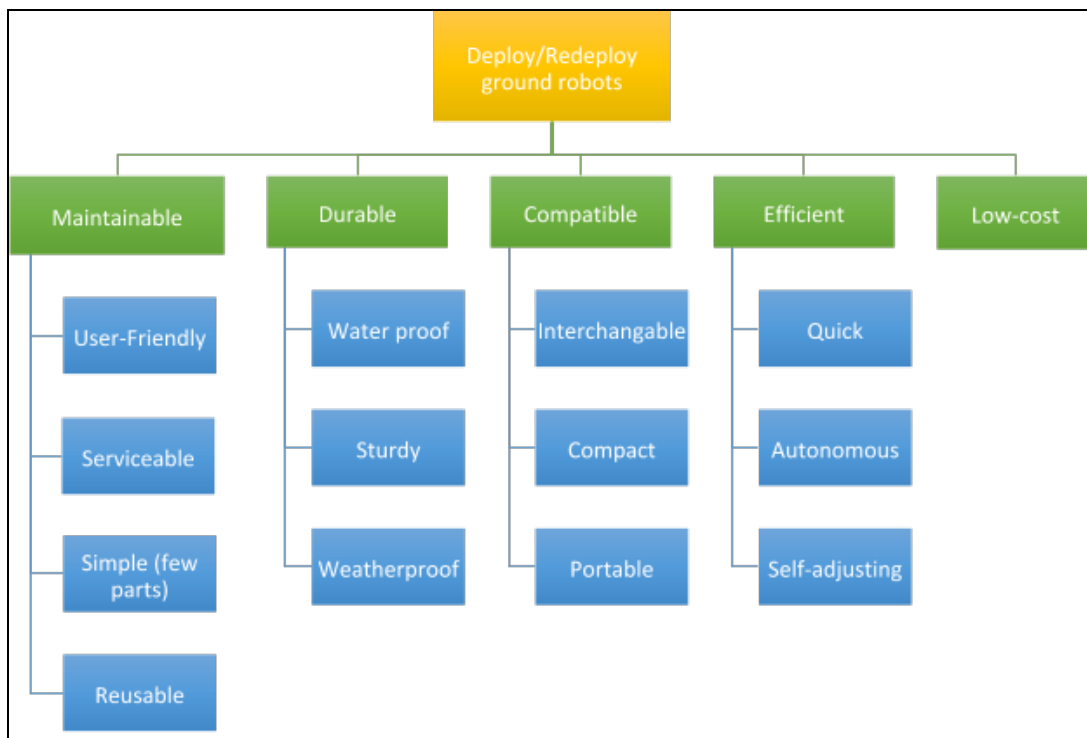 Deploy/Redeploy
ground robots
Maintainable
Durable
Compatible
Efficient
Low-cost
User-Friendly
Serviceable
Simple (few
parts)
Reusable
Water proof
Sturdy
Weatherproof
Interchangable
Compact
Portable
Quick
Autonomous
Self-adjusting